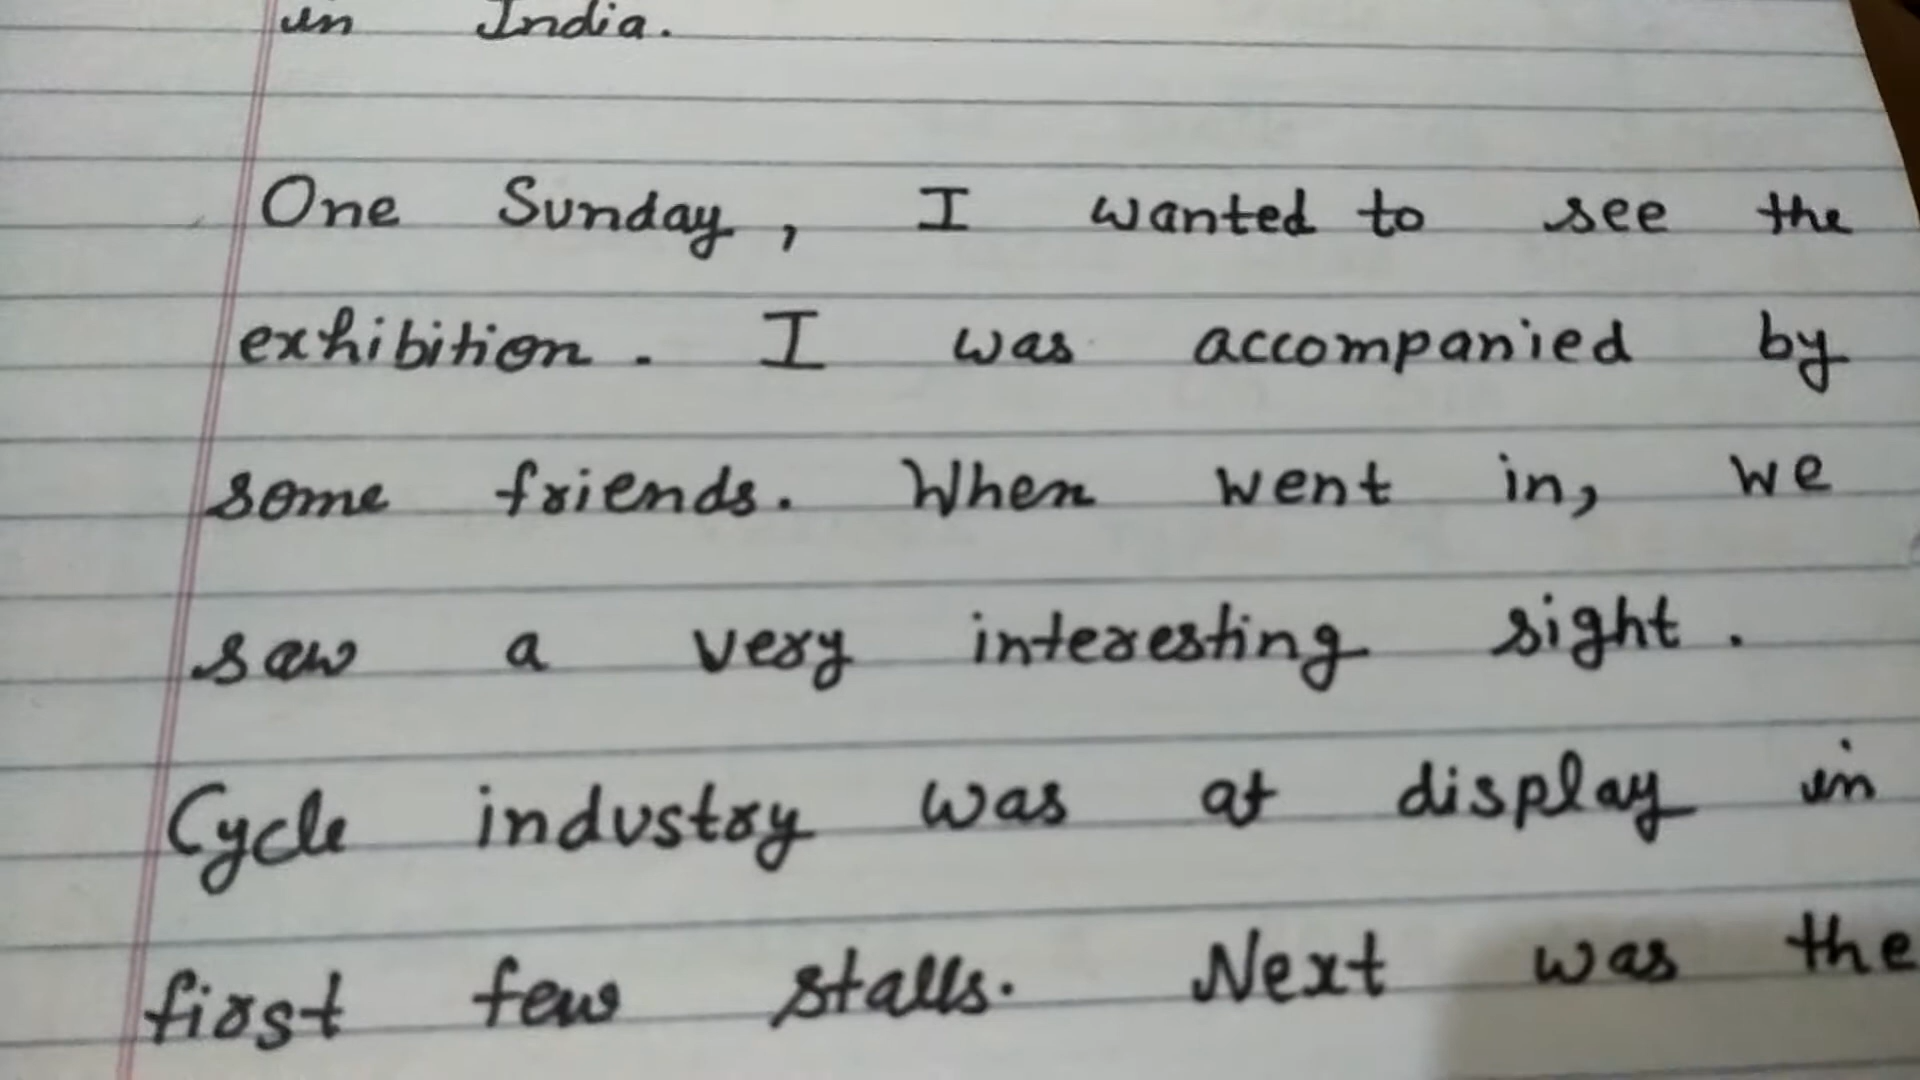 in India.
One Sunday, I wanted to see the
exhibition. I was accompanied by
some friends. When went in, we
saw a very interesting sight.
Cycle industry was at display in
first few stalls. Next was the